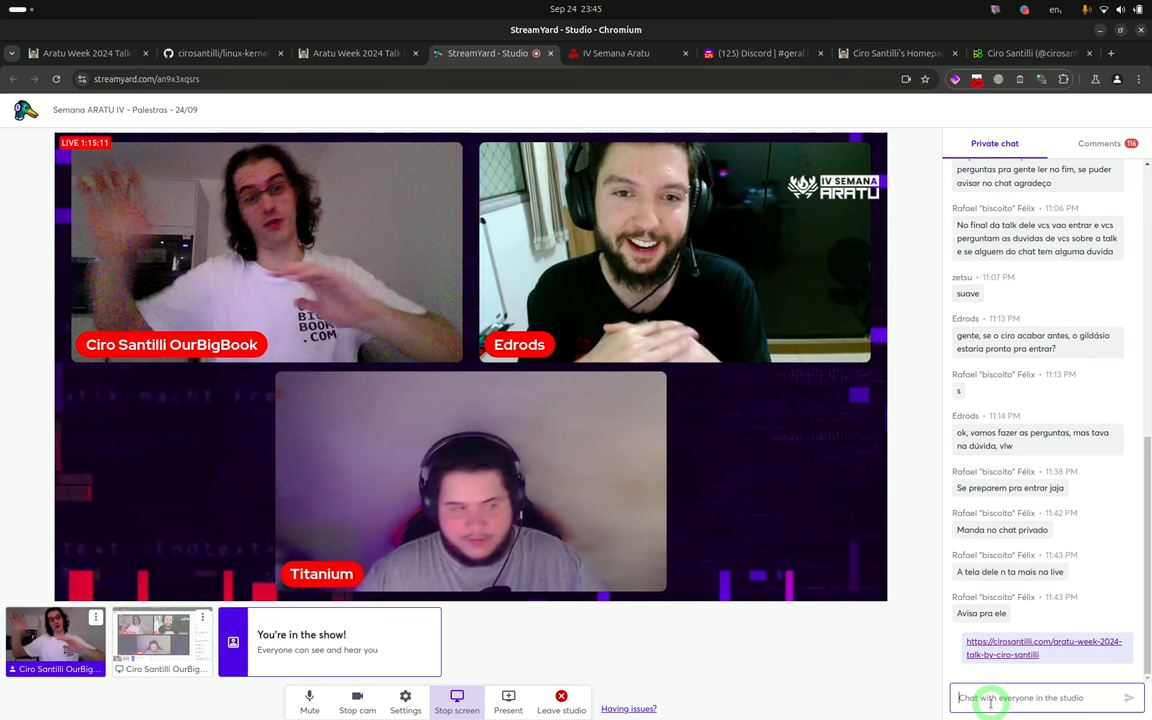 Sep 24 23:45
en₁
StreamYard - Studio - Chromium
Aratu Week 2024 Talk
cirosantilli/linux-kerne
Aratu Week 2024 Talk
StreamYard - Studio
IV Semana Aratu
(125) Discord | #geral
Ciro Santilli's Homepa
Ciro Santilli (@cirosant
streamyard.com/an9x3xqsrs
Semana ARATU IV - Palestras - 24/09
LIVE 1:15:11
IV SEMANA
ARATU
BIG
BOOK
.COM
Ciro Santilli OurBigBook
Edrods
Titanium
Private chat
Comments 116
perguntas pra gente ler no fim, se puder
avisar no chat agradeço
Rafael "biscoito" Félix • 11:06 PM
No final da talk dele vcs vao entrar e vcs
perguntam as duvidas de vcs sobre a talk
e se alguem do chat tem alguma duvida
zetsu • 11:07 PM
suave
Edrods • 11:13 PM
gente, se o ciro acabar antes, o gildásio
estaria pronto pra entrar?
Rafael "biscoito" Félix • 11:13 PM
s
Edrods • 11:14 PM
ok, vamos fazer as perguntas, mas tava
na dúvida, vlw
Rafael "biscoito" Félix • 11:38 PM
Se preparem pra entrar jaja
Rafael "biscoito" Félix • 11:42 PM
Manda no chat privado
Rafael "biscoito" Félix • 11:43 PM
A tela dele n ta mais na live
Rafael "biscoito" Félix • 11:43 PM
Avisa pra ele
https://cirosantilli.com/aratu-week-2024-
talk-by-ciro-santilli
Chat with everyone in the studio
Ciro Santilli OurBig...
Ciro Santilli OurBig...
You're in the show!
Everyone can see and hear you
Mute
Stop cam
Settings
Stop screen
Present
Leave studio
Having issues?